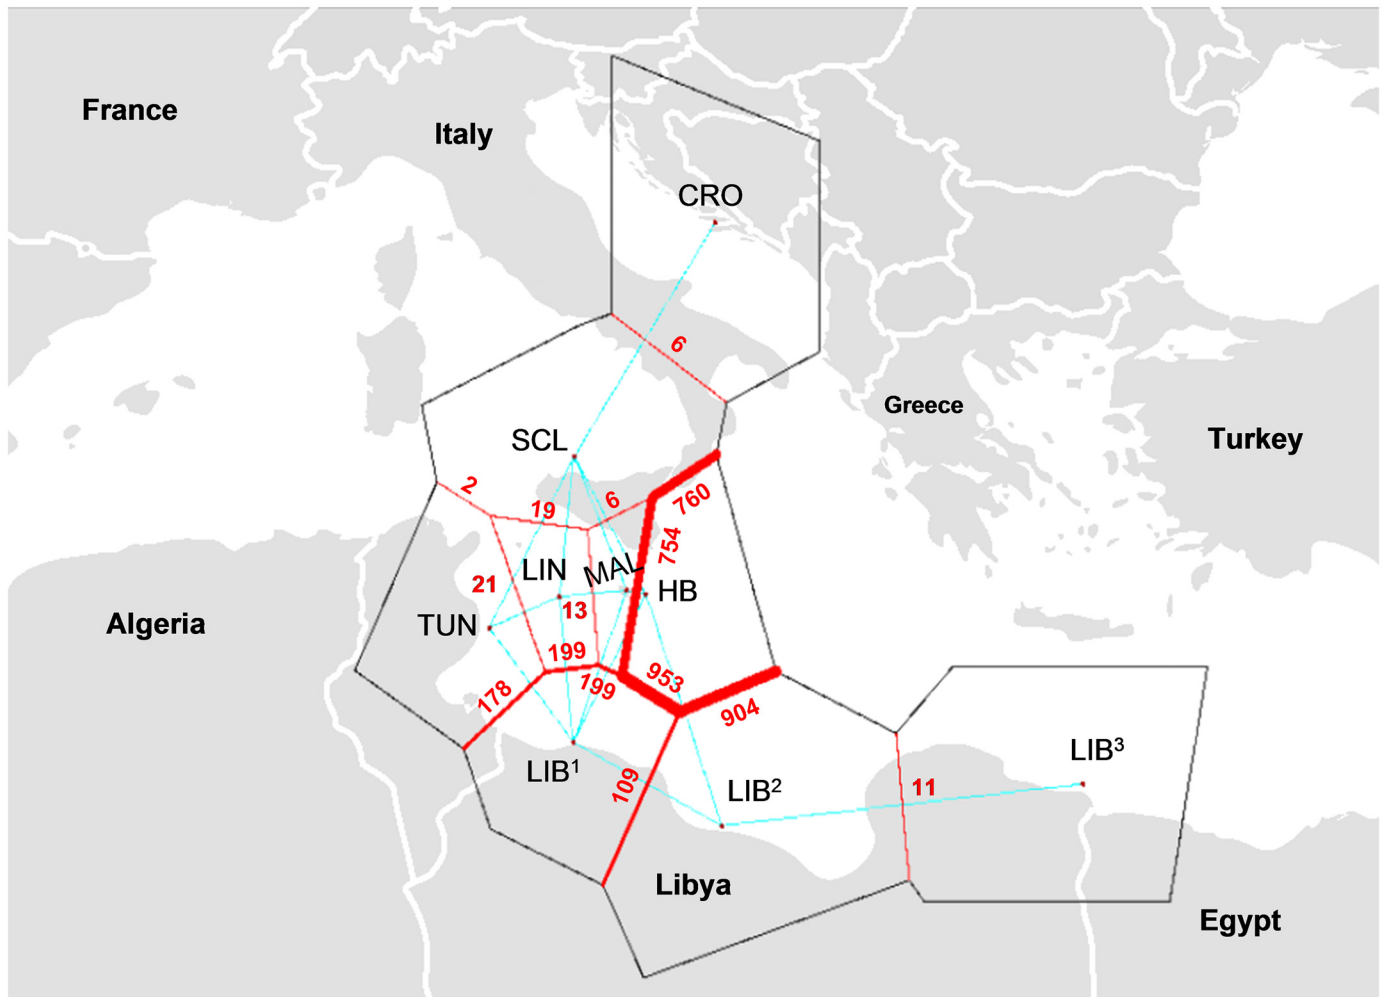 France
Italy
CRO
6
Greece
SCL
Turkey
2
19
6
760
754
LIN
MAL
HB
21
13
TUN
Algeria
199
953
199
178
904
LIB³
LIB¹
109
LIB²
11
Libya
Egypt